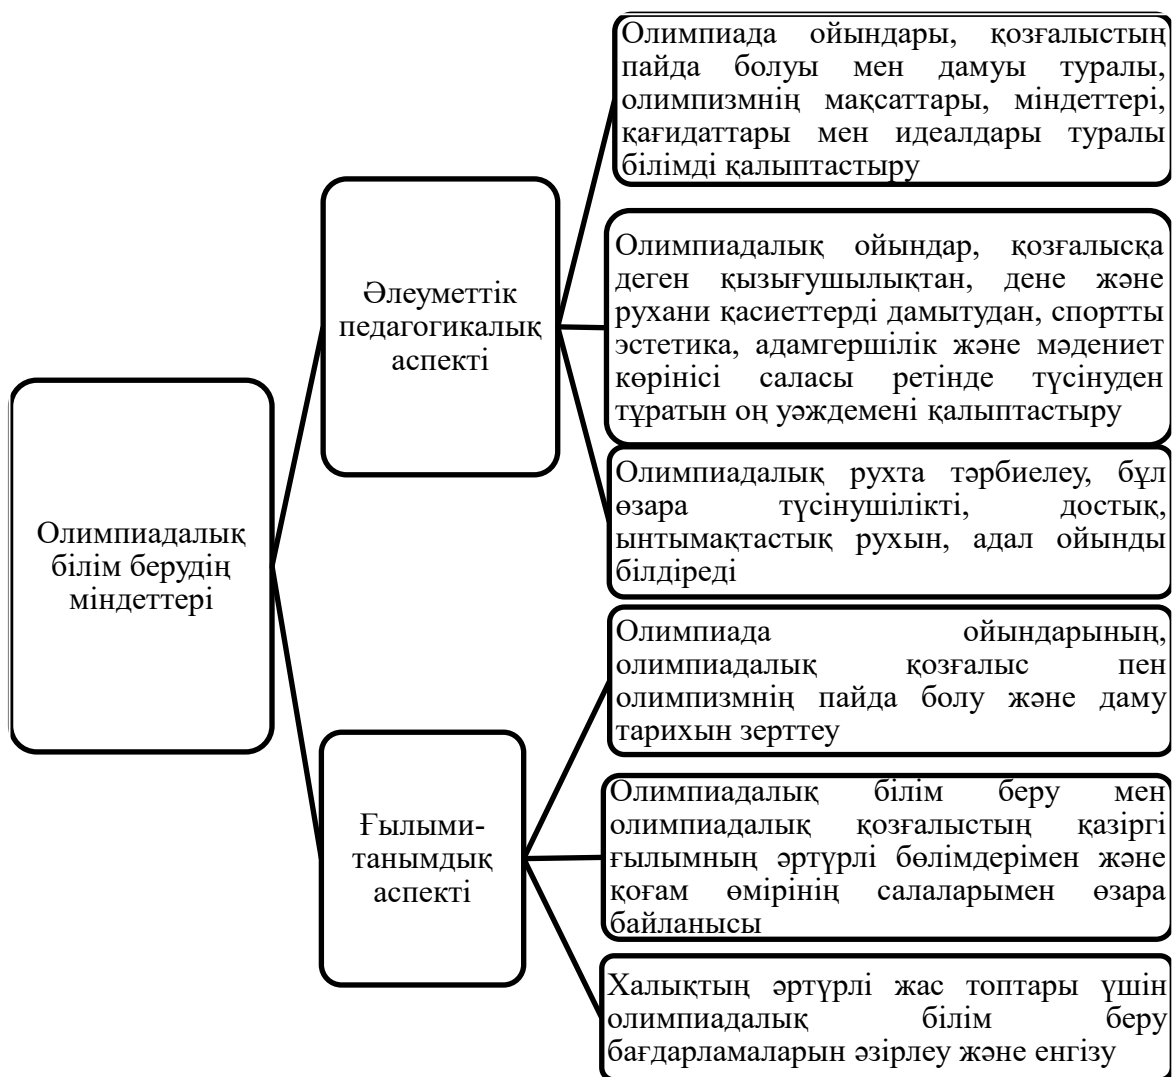 Олимпиадалық
білім берудің
міндеттері
Әлеуметтік
педагогикалық
аспекті
Олимпиада ойындары, қозғалыстың
пайда болуы мен дамуы туралы,
олимпизмнің мақсаттары, міндеттері,
қағидаттары мен идеалдары туралы
білімді қалыптастыру
Олимпиадалық ойындар, қозғалысқа
деген қызығушылықтан, дене және
рухани қасиеттерді дамытудан, спортты
эстетика, адамгершілік және мәдениет
көрінісі саласы ретінде түсінуден
тұратын оң уәждемені қалыптастыру
Олимпиадалық рухта тәрбиелеу, бұл
өзара түсінушілікті, достық,
ынтымақтастық рухын, адал ойынды
білдіреді
Ғылыми-
танымдық
аспекті
Олимпиада ойындарының,
олимпиадалық қозғалыс пен
олимпизмнің пайда болу және даму
тарихын зерттеу
Олимпиадалық білім беру мен
олимпиадалық қозғалыстың қазіргі
ғылымның әртүрлі бөлімдерімен және
қоғам өмірінің салаларымен өзара
байланысы
Халықтың әртүрлі жас топтары үшін
олимпиадалық білім беру
бағдарламаларын әзірлеу және енгізу